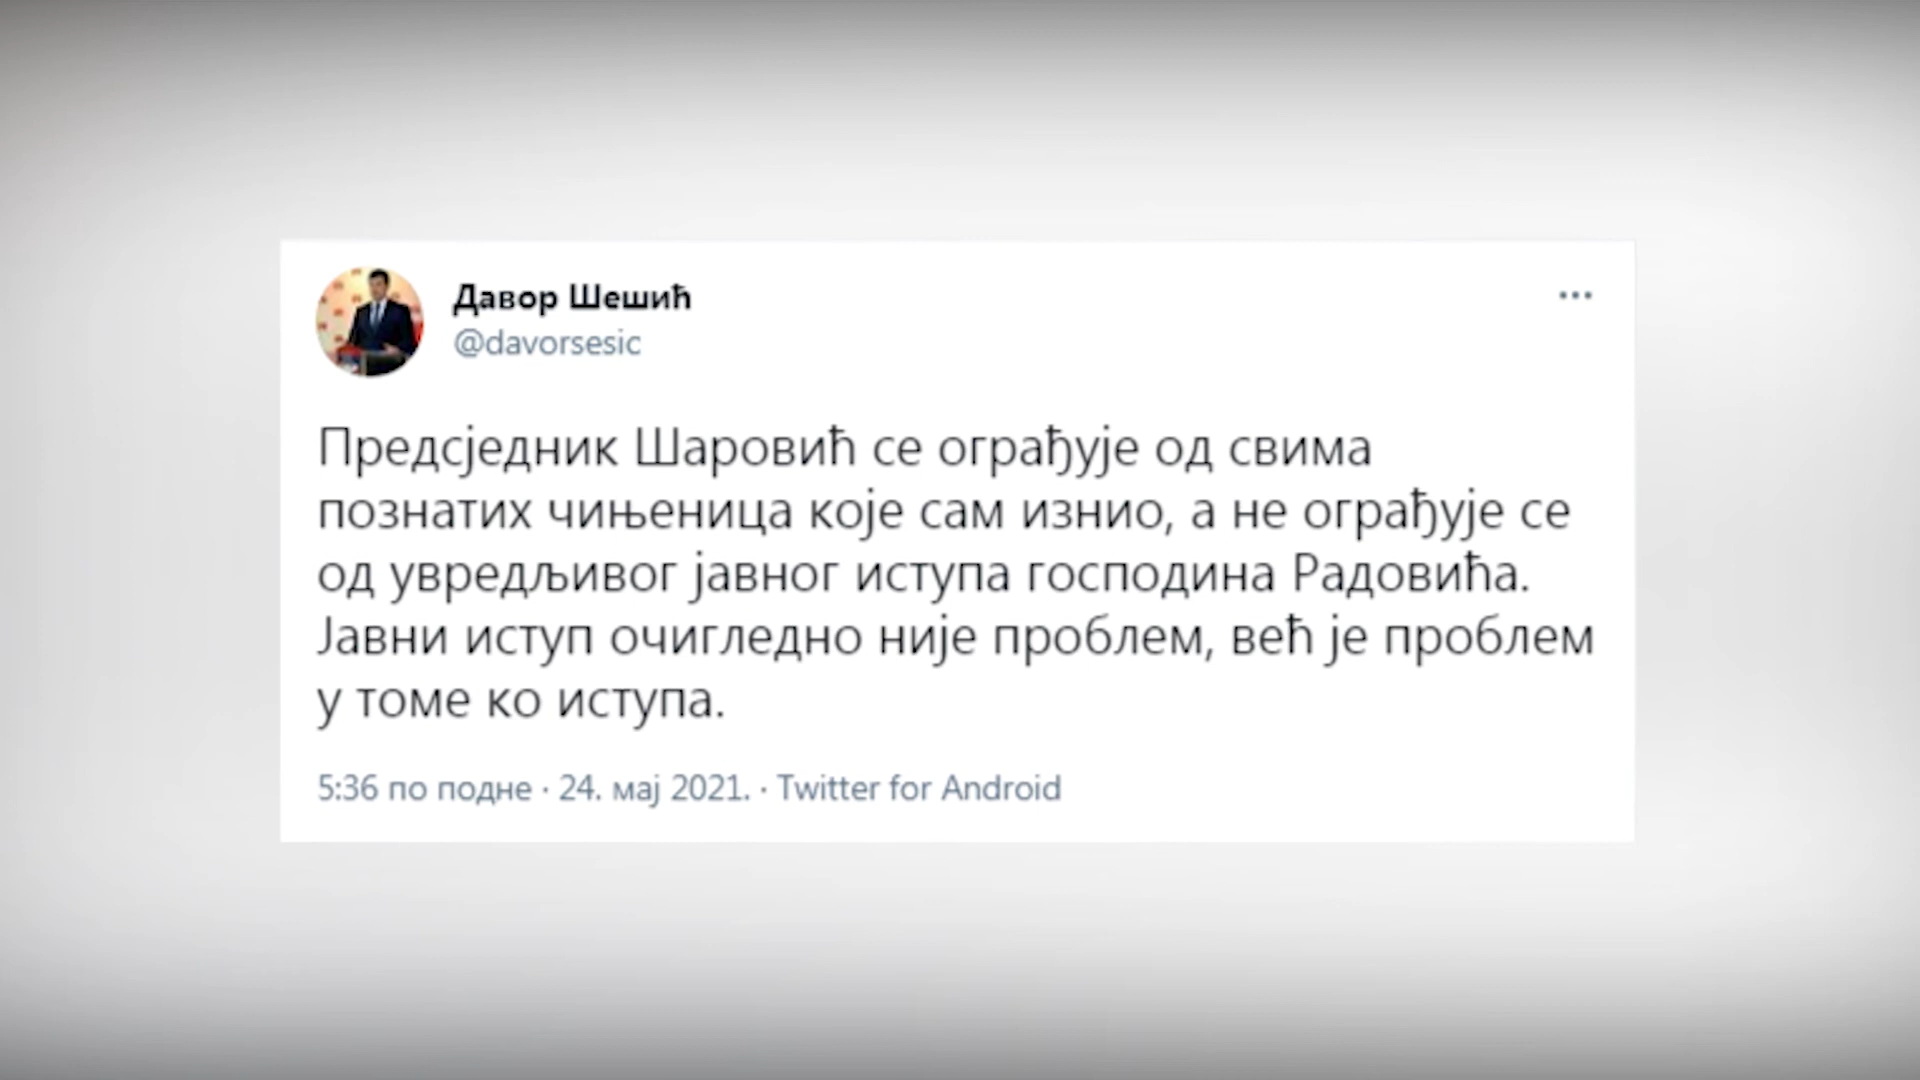 Давор Шешић
@davorsesic
Предсједник Шаровић се ограђује од свима
познатих чињеница које сам изнио, а не ограђује се
од увредљивог јавног иступа господина Радовића.
Јавни иступ очигледно није проблем, већ је проблем
у томе ко иступа.
5:36 по подне · 24. мај 2021. · Twitter for Android